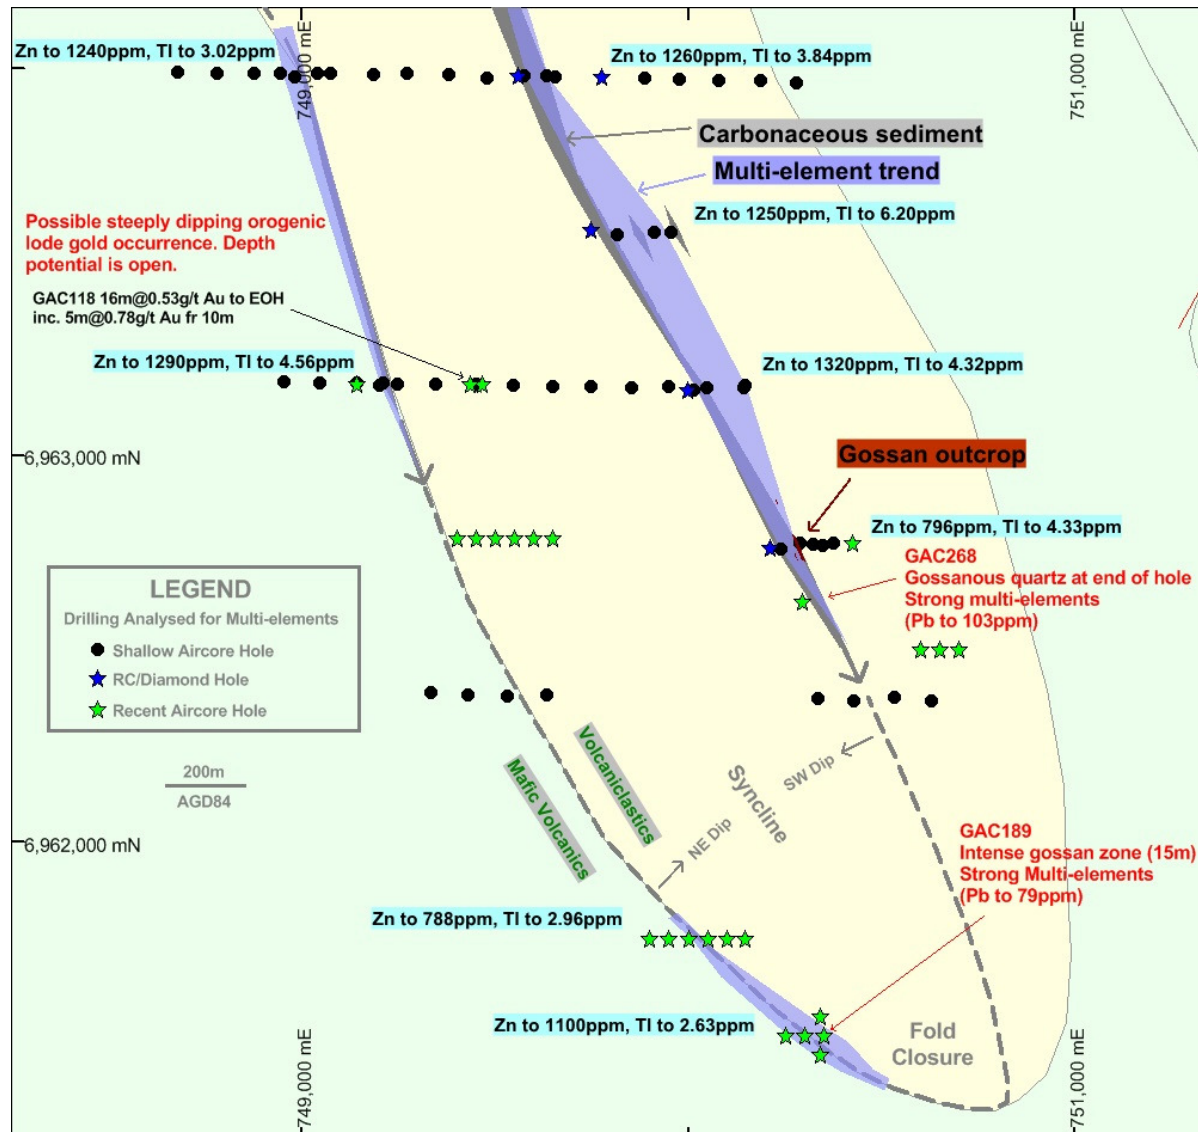 749,000 mE
751,000 mE
Zn to 1240ppm, Tl to 3.02ppm
Zn to 1260ppm, Tl to 3.84ppm
Carbonaceous sediment
Multi-element trend
Zn to 1250ppm, Tl to 6.20ppm
Possible steeply dipping orogenic
lode gold occurrence. Depth
potential is open.
GAC118 16m@0.53g/t Au to EOH
inc. 5m@0.78g/t Au fr 10m
Zn to 1290ppm, Tl to 4.56ppm
Zn to 1320ppm, Tl to 4.32ppm
6,963,000 mN
Gossan outcrop
Zn to 796ppm, Tl to 4.33ppm
GAC268
Gossanous quartz at end of hole
Strong multi-elements
(Pb to 103ppm)
LEGEND
Drilling Analysed for Multi-elements
Shallow Aircore Hole
RC/Diamond Hole
Recent Aircore Hole
200m
AGD84
Volcaniclastics
Mafic Volcanics
Syncline
SW Dip
NE Dip
6,962,000 mN
GAC189
Intense gossan zone (15m)
Strong Multi-elements
(Pb to 79ppm)
Zn to 788ppm, Tl to 2.96ppm
Zn to 1100ppm, Tl to 2.63ppm
Fold
Closure
749,000 mE
751,000 mE